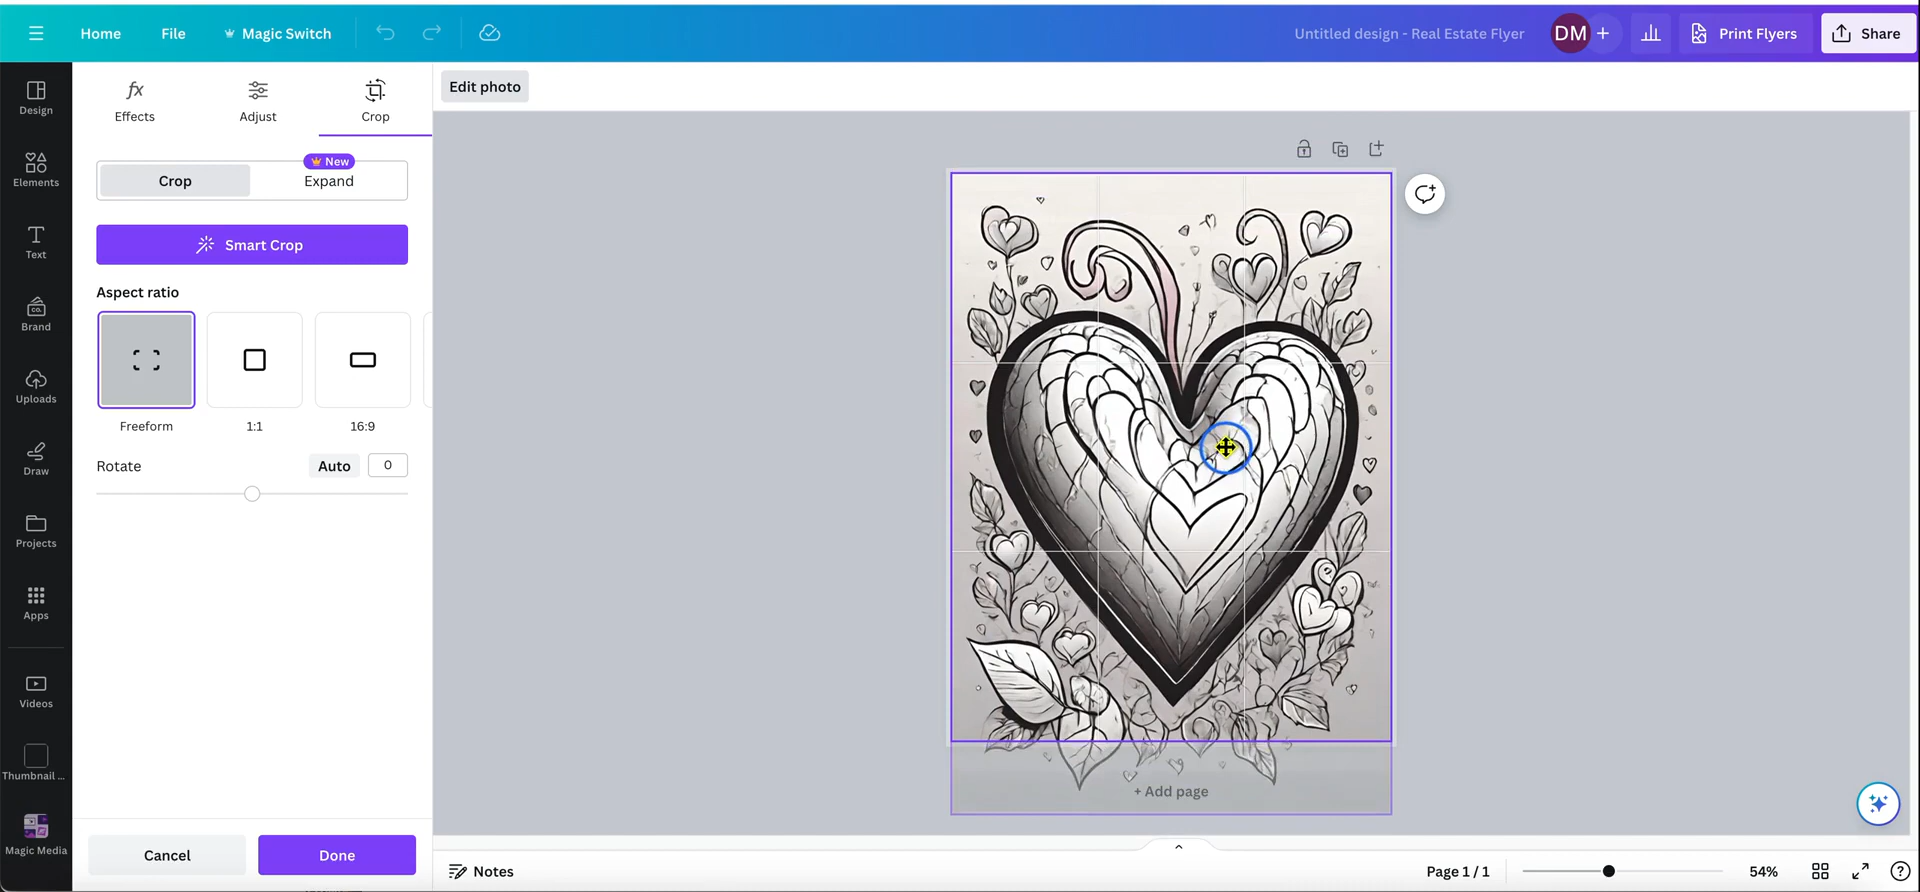 Home
File
Magic Switch
Untitled design - Real Estate Flyer
DM
Print Flyers
Share
Design
Elements
Text
Brand
Uploads
Draw
Projects
Apps
Videos
Thumbnail ...
Magic Media
fx
Effects
Adjust
Crop
Edit photo
Crop
New
Expand
Smart Crop
Aspect ratio
Freeform
1:1
16:9
Rotate
Auto
0
+ Add page
Cancel
Done
Notes
Page 1 / 1
54%